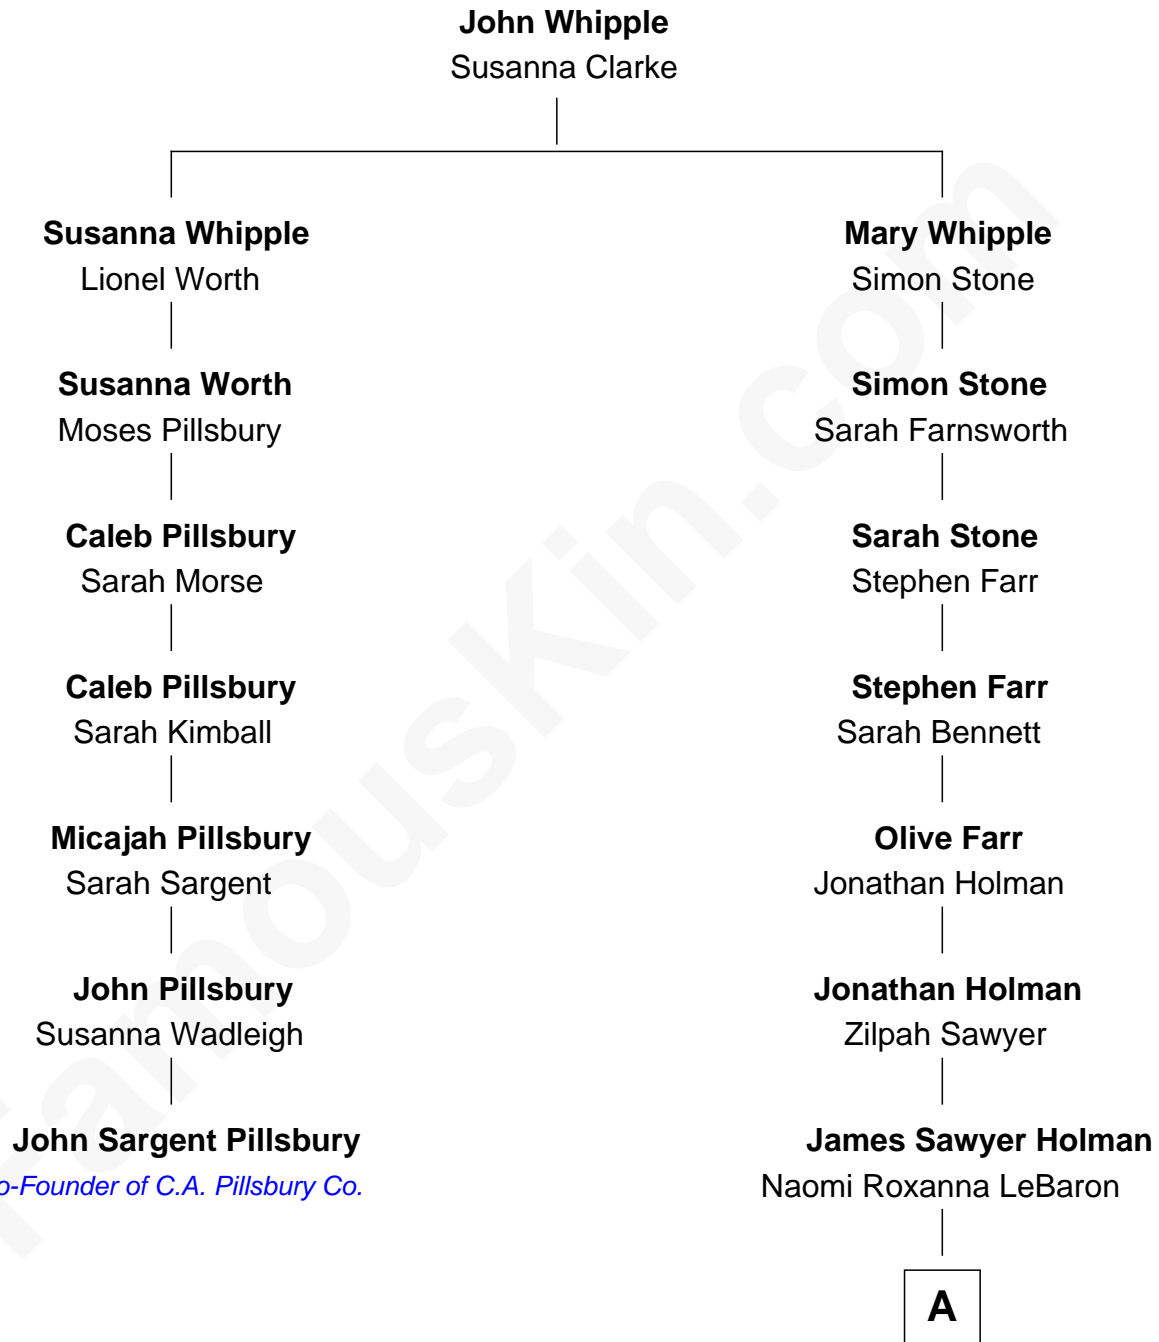 John Whipple
Susanna Clarke
Susanna Whipple
Lionel Worth
Mary Whipple
Simon Stone
Susanna Worth
Moses Pillsbury
Simon Stone
Sarah Farnsworth
Caleb Pillsbury
Sarah Morse
Sarah Stone
Stephen Farr
Caleb Pillsbury
Sarah Kimball
Stephen Farr
Sarah Bennett
Micajah Pillsbury
Sarah Sargent
Olive Farr
Jonathan Holman
John Pillsbury
Susanna Wadleigh
Jonathan Holman
Zilpah Sawyer
John Sargent Pillsbury
o-Founder of C.A. Pillsbury Co.
James Sawyer Holman
Naomi Roxanna LeBaron
A
FamousKin.com